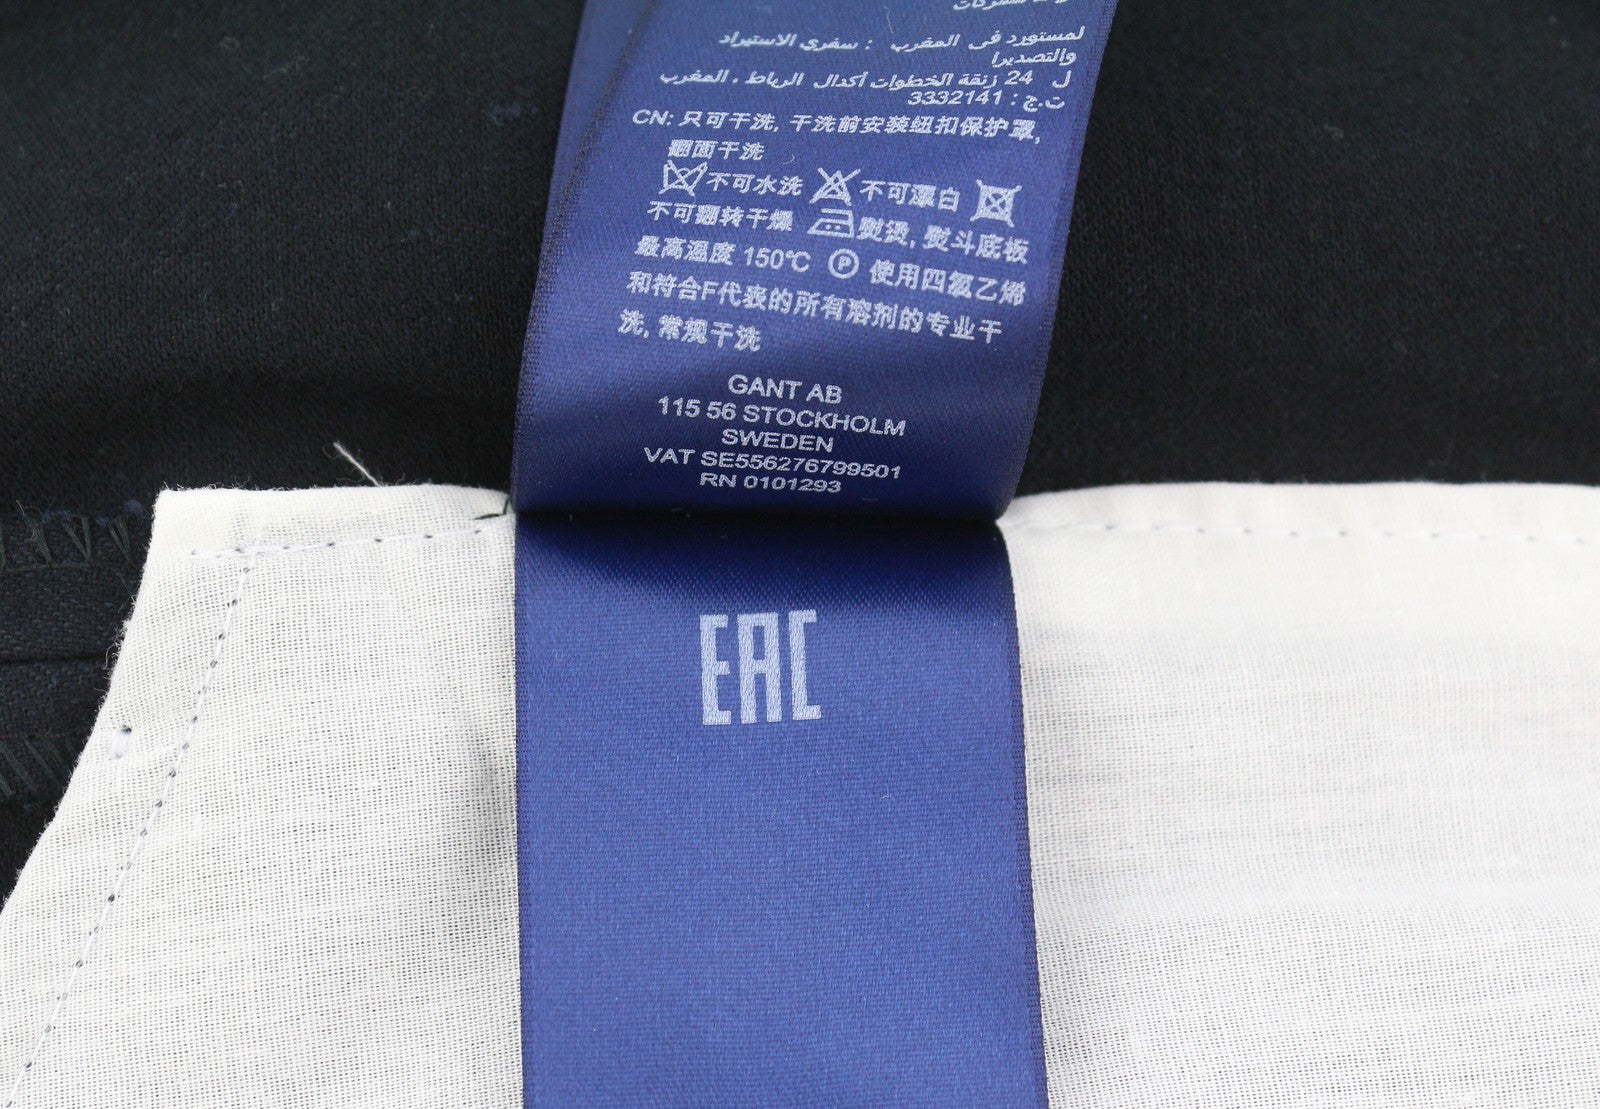 لمستورد فى المغرب : سفرى الاستيراد
والتصديرا
ل 24 زنقة الخطوات أكدال الرباط ، المغرب
ت.ج : 3332141
CN: 只可干洗, 干洗前安装纽扣保护罩,
翻面干洗
不可水洗 不可漂白
不可翻转干燥 熨烫, 熨斗底板
最高温度 150℃ P 使用四氯乙烯
和符合F代表的所有溶剂的专业干
洗, 常规干洗
GANT AB
115 56 STOCKHOLM
SWEDEN
VAT SE556276799501
RN 0101293
EAC